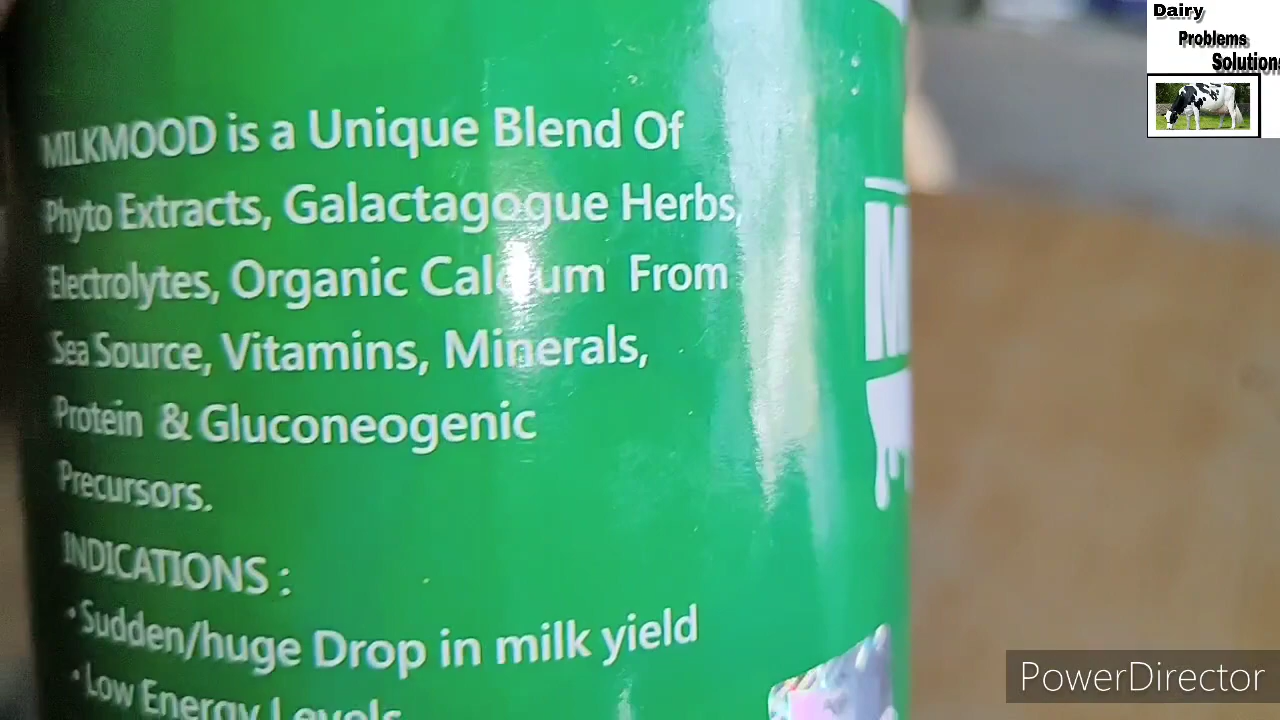 Dairy
Problems
Solution
MILKMOOD is a Unique Blend Of
Phyto Extracts, Galactagogue Herbs,
Electrolytes, Organic Calcium From
Sea Source, Vitamins, Minerals,
Protein & Gluconeogenic
Precursors.
INDICATIONS :
•Sudden/huge Drop in milk yield
•Low Energy Levels
PowerDirector